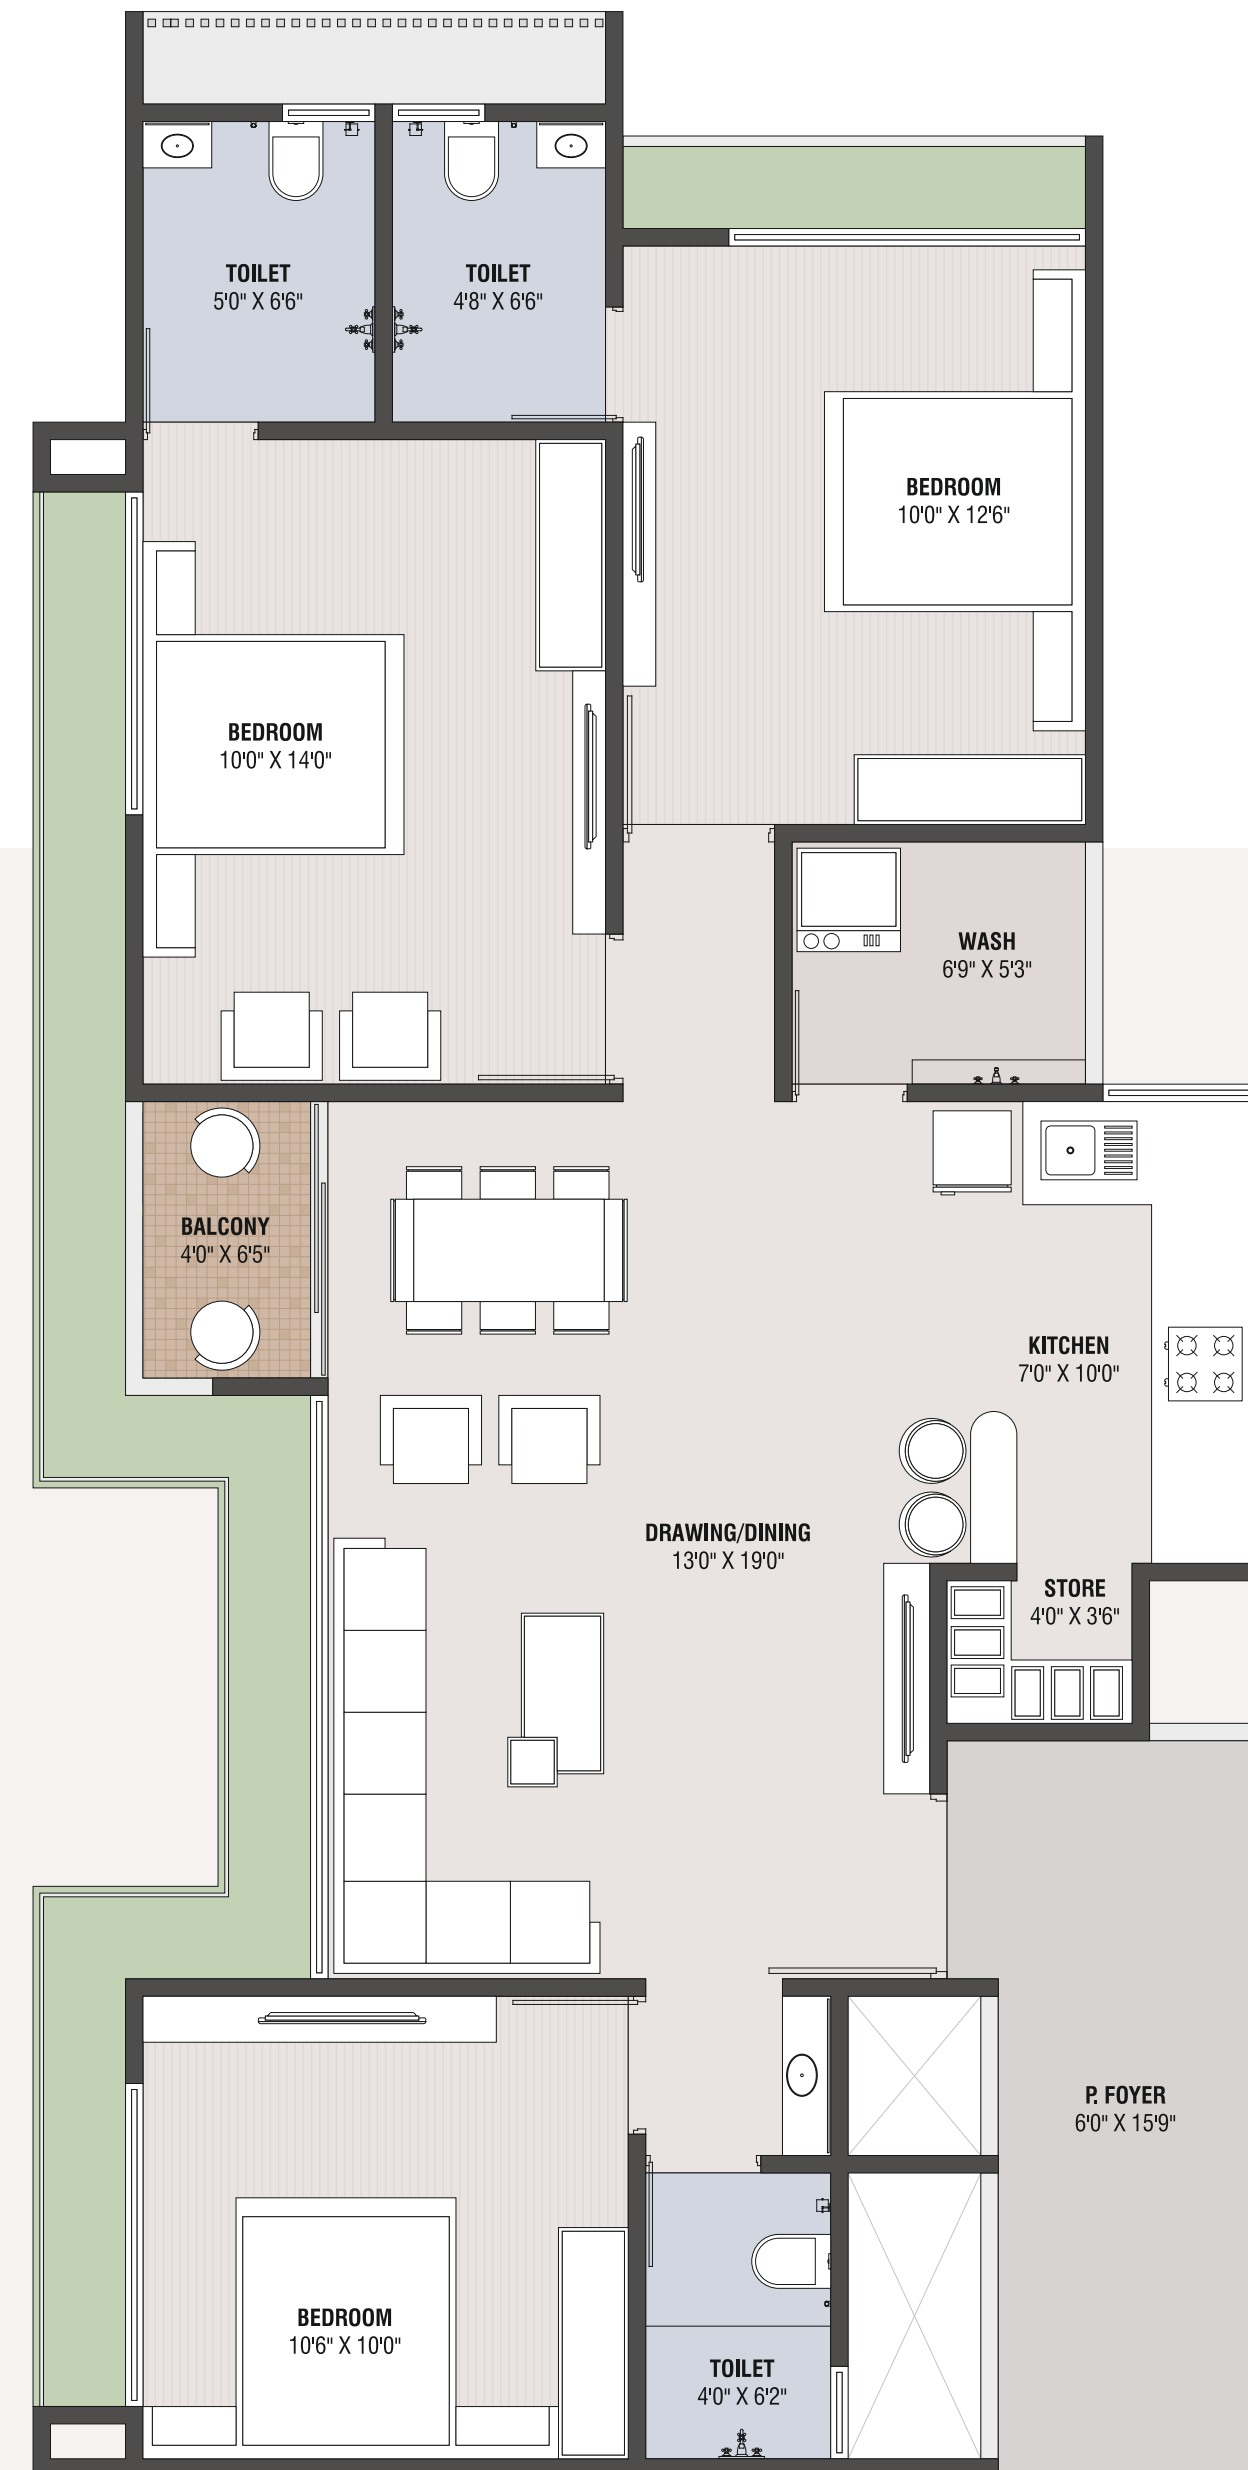 TOILET
5'0" X 6'6"
TOILET
4'8" X 6'6"
BEDROOM
10'0" X 12'6"
BEDROOM
10'0" X 14'0"
WASH
6'9" X 5'3"
BALCONY
4'0" X 6'5"
KITCHEN
7'0" X 10'0"
DRAWING/DINING
13'0" X 19'0"
STORE
4'0" X 3'6"
P. FOYER
6'0" X 15'9"
BEDROOM
10'6" X 10'0"
TOILET
4'0" X 6'2"